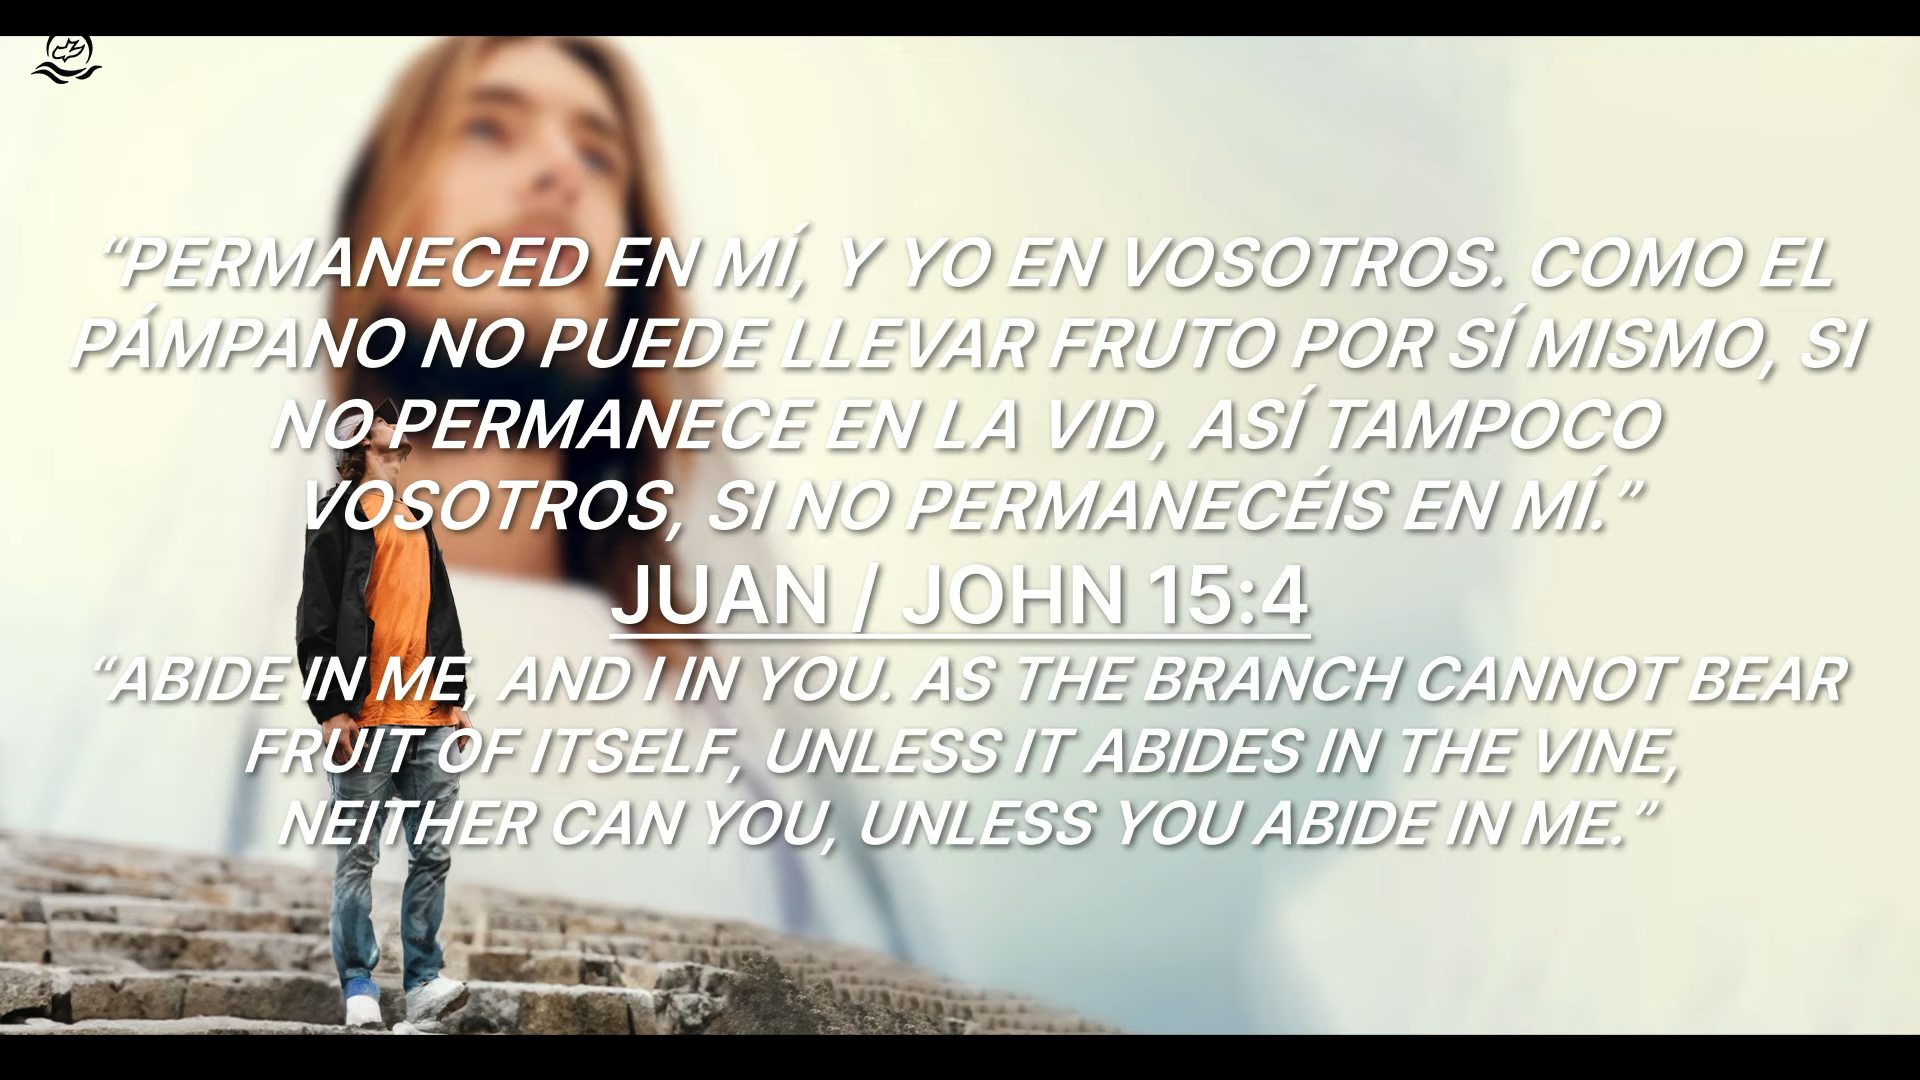 “PERMANECED EN MÍ, Y YO EN VOSOTROS. COMO EL
PÁMPANO NO PUEDE LLEVAR FRUTO POR SÍ MISMO, SI
NO PERMANECE EN LA VID, ASÍ TAMPOCO
VOSOTROS, SI NO PERMANECÉIS EN MÍ.”
JUAN / JOHN 15:4
“ABIDE IN ME, AND I IN YOU. AS THE BRANCH CANNOT BEAR
FRUIT OF ITSELF, UNLESS IT ABIDES IN THE VINE,
NEITHER CAN YOU, UNLESS YOU ABIDE IN ME.”